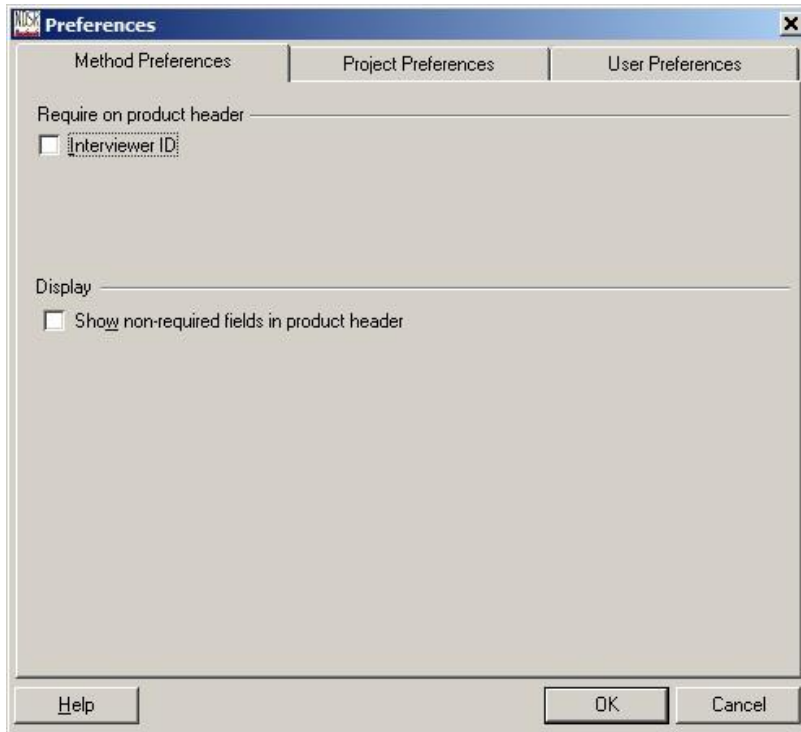 NDSR Preferences
Method Preferences Project Preferences User Preferences
Require on product header
Interviewer ID
Display
Show non-required fields in product header
Help OK Cancel